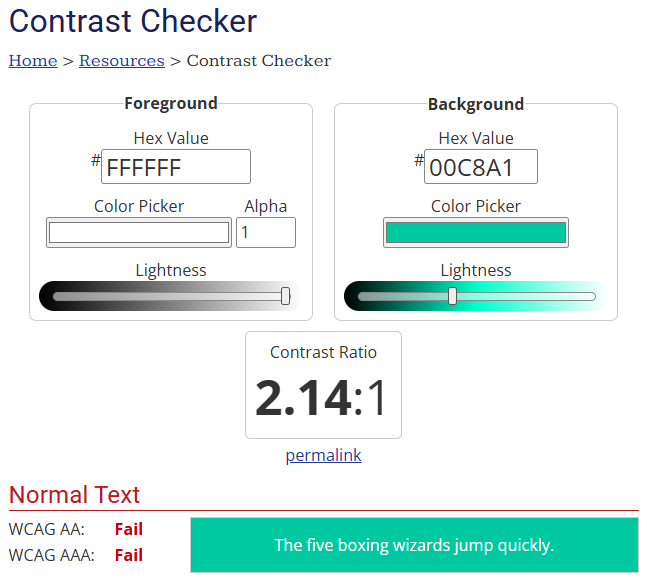 Contrast Checker
Home > Resources > Contrast Checker
Foreground
Hex Value
#FFFFFF
Color Picker
Alpha
1
Lightness
Background
Hex Value
#00C8A1
Color Picker
Lightness
Contrast Ratio
2.14:1
permalink
Normal Text
WCAG AA: Fail
WCAG AAA: Fail
The five boxing wizards jump quickly.